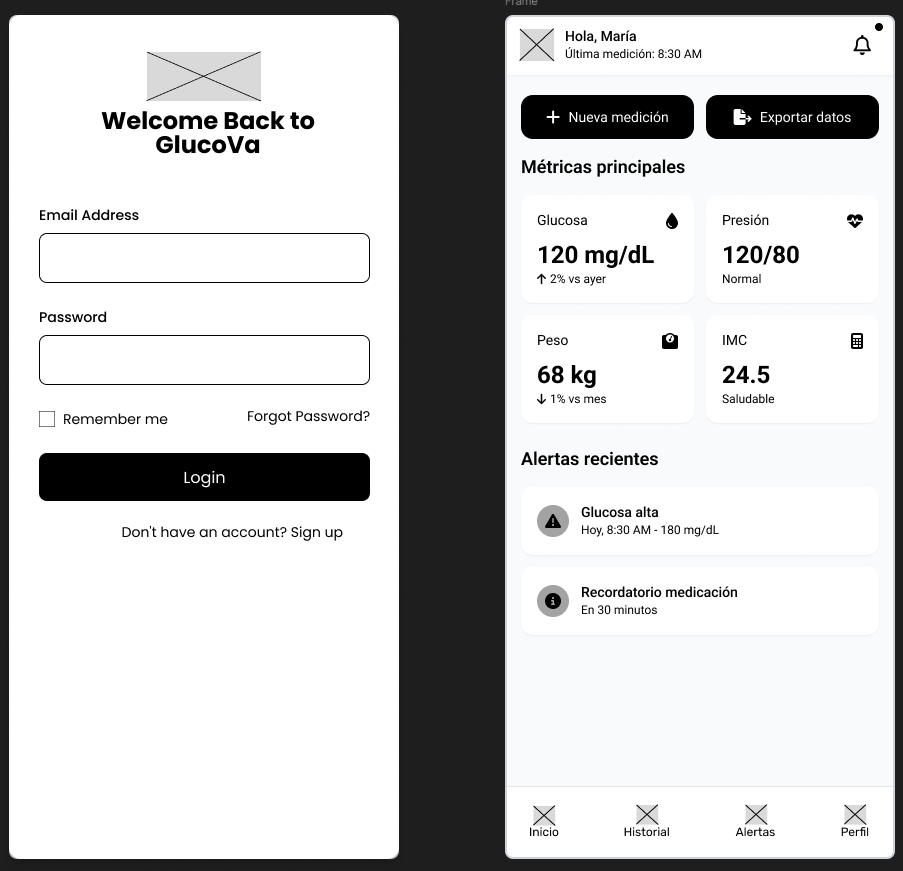 Welcome Back to
GlucoVa
Email Address
Password
Remember me
Forgot Password?
Login
Don't have an account? Sign up
Frame
Hola, María
Última medición: 8:30 AM
Nueva medición
Exportar datos
Métricas principales
Glucosa
120 mg/dL
2% vs ayer
Presión
120/80
Normal
Peso
68 kg
1% vs mes
IMC
24.5
Saludable
Alertas recientes
Glucosa alta
Hoy, 8:30 AM - 180 mg/dL
Recordatorio medicación
En 30 minutos
Inicio
Historial
Alertas
Perfil